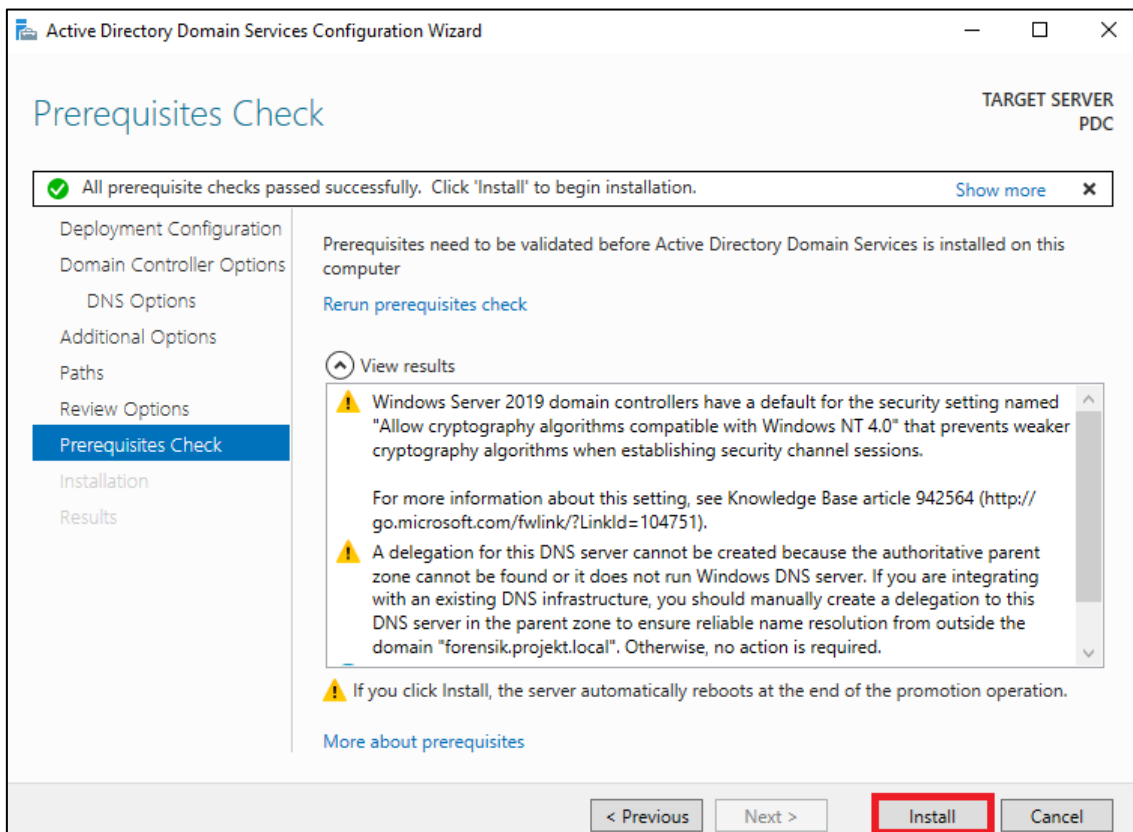 Active Directory Domain Services Configuration Wizard
Prerequisites Check
TARGET SERVER
PDC
All prerequisite checks passed successfully. Click 'Install' to begin installation.
Show more
Deployment Configuration
Domain Controller Options
DNS Options
Additional Options
Paths
Review Options
Prerequisites Check
Installation
Results
Prerequisites need to be validated before Active Directory Domain Services is installed on this
computer
Rerun prerequisites check
View results
Windows Server 2019 domain controllers have a default for the security setting named
"Allow cryptography algorithms compatible with Windows NT 4.0" that prevents weaker
cryptography algorithms when establishing security channel sessions.
For more information about this setting, see Knowledge Base article 942564 (http://
go.microsoft.com/fwlink/?LinkId=104751).
A delegation for this DNS server cannot be created because the authoritative parent
zone cannot be found or it does not run Windows DNS server. If you are integrating
with an existing DNS infrastructure, you should manually create a delegation to this
DNS server in the parent zone to ensure reliable name resolution from outside the
domain "forensik.projekt.local". Otherwise, no action is required.
If you click Install, the server automatically reboots at the end of the promotion operation.
More about prerequisites
< Previous
Next >
Install
Cancel